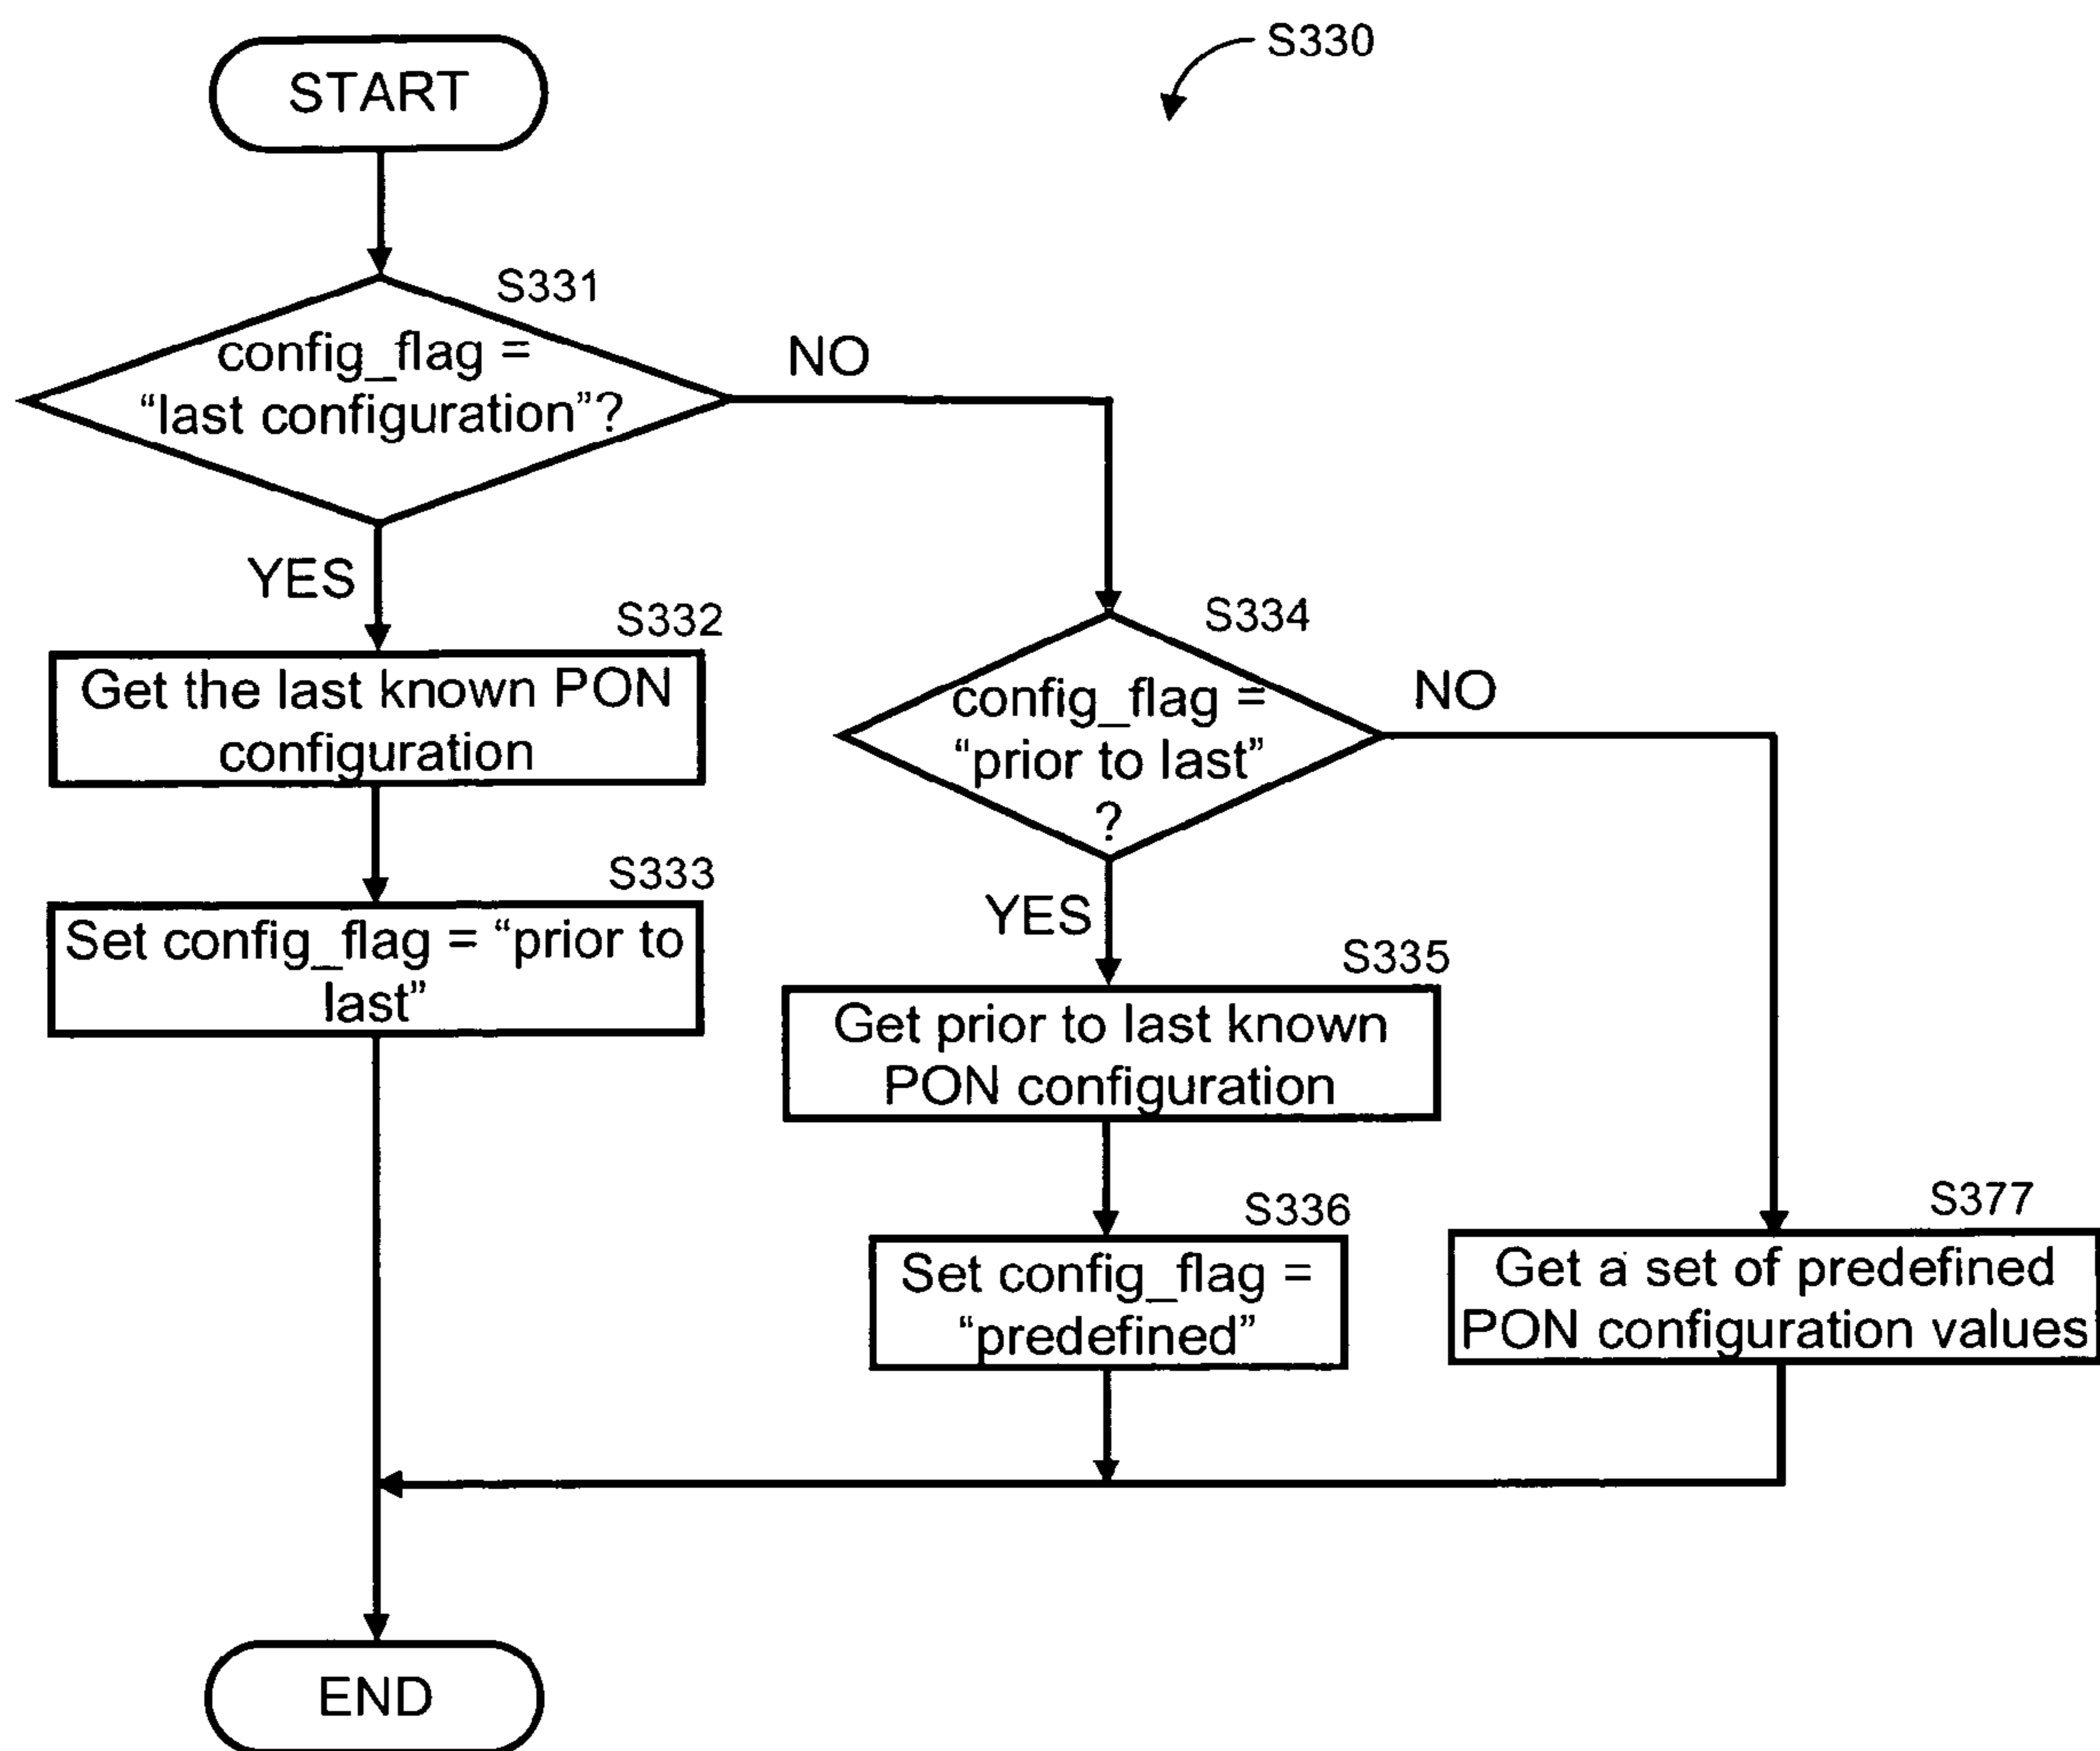 START
S330
S331
config_flag =
“last configuration”?
NO
YES
S332
Get the last known PON
configuration
S333
Set config_flag = “prior to
last”
S334
config_flag =
“prior to last”
?
NO
YES
S335
Get prior to last known
PON configuration
S336
Set config_flag =
“predefined”
S377
Get a set of predefined
PON configuration values
END